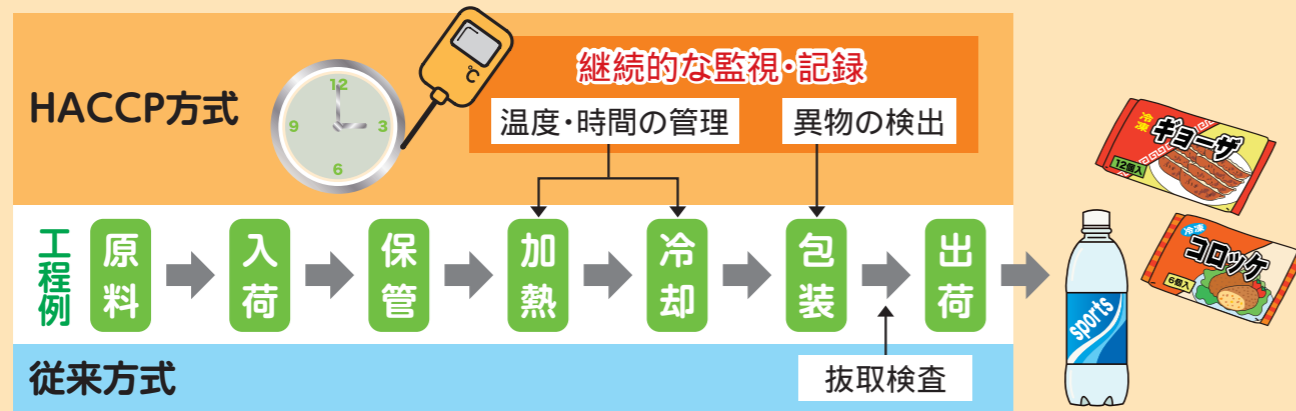 継続的な監視・記録
HACCP方式
温度・時間の管理
異物の検出
℃
12
3
6
9
工程例
原料
入荷
保管
加熱
冷却
包装
出荷
従来方式
抜取検査
冷凍
ギョーザ
12個入
冷凍
コロッケ
6個入
sports